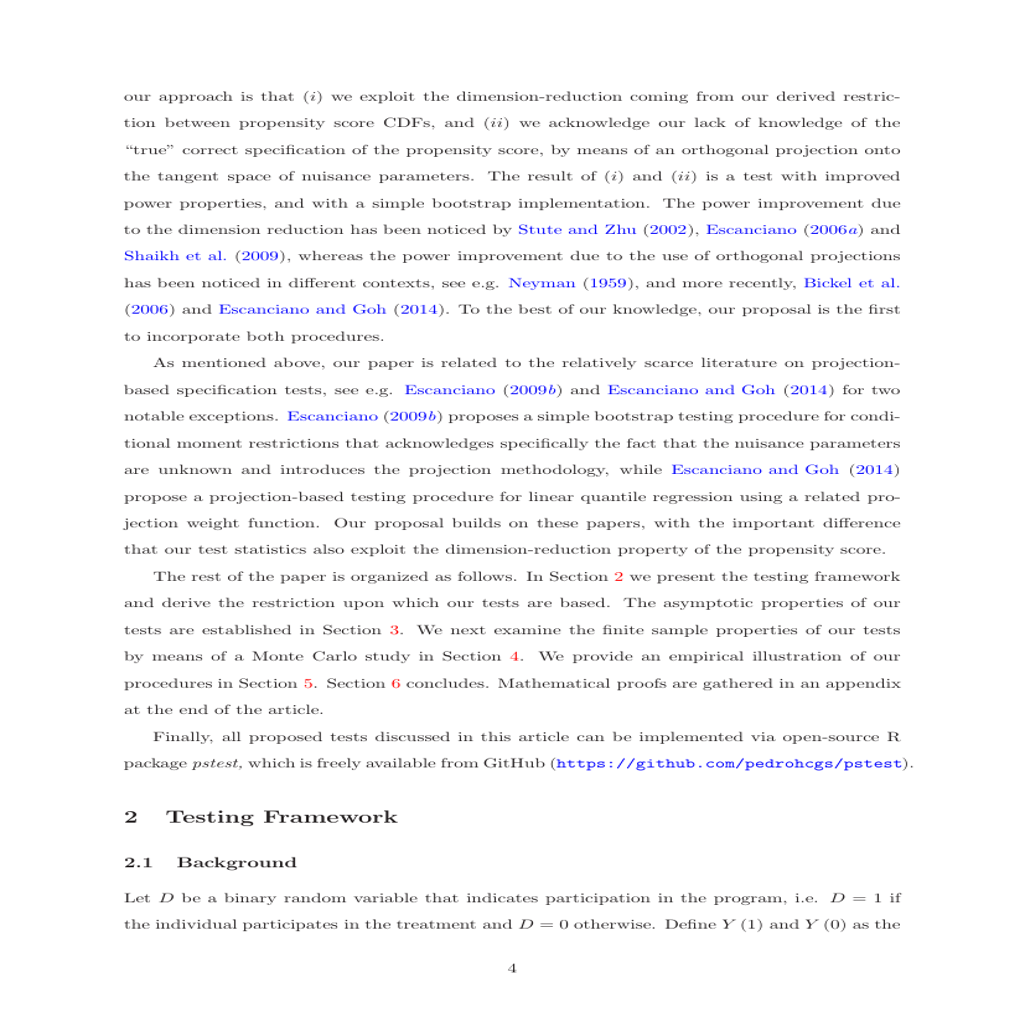 our approach is that (i) we exploit the dimension-reduction coming from our derived restric-
tion between propensity score CDFs, and (ii) we acknowledge our lack of knowledge of the
“true” correct specification of the propensity score, by means of an orthogonal projection onto
the tangent space of nuisance parameters. The result of (i) and (ii) is a test with improved
power properties, and with a simple bootstrap implementation. The power improvement due
to the dimension reduction has been noticed by Stute and Zhu (2002), Escanciano (2006a) and
Shaikh et al. (2009), whereas the power improvement due to the use of orthogonal projections
has been noticed in different contexts, see e.g. Neyman (1959), and more recently, Bickel et al.
(2006) and Escanciano and Goh (2014). To the best of our knowledge, our proposal is the first
to incorporate both procedures.
As mentioned above, our paper is related to the relatively scarce literature on projection-
based specification tests, see e.g. Escanciano (2009b) and Escanciano and Goh (2014) for two
notable exceptions. Escanciano (2009b) proposes a simple bootstrap testing procedure for condi-
tional moment restrictions that acknowledges specifically the fact that the nuisance parameters
are unknown and introduces the projection methodology, while Escanciano and Goh (2014)
propose a projection-based testing procedure for linear quantile regression using a related pro-
jection weight function. Our proposal builds on these papers, with the important difference
that our test statistics also exploit the dimension-reduction property of the propensity score.
The rest of the paper is organized as follows. In Section 2 we present the testing framework
and derive the restriction upon which our tests are based. The asymptotic properties of our
tests are established in Section 3. We next examine the finite sample properties of our tests
by means of a Monte Carlo study in Section 4. We provide an empirical illustration of our
procedures in Section 5. Section 6 concludes. Mathematical proofs are gathered in an appendix
at the end of the article.
Finally, all proposed tests discussed in this article can be implemented via open-source R
package pstest, which is freely available from GitHub (https://github.com/pedrohcgs/pstest).
2 Testing Framework
2.1 Background
Let D be a binary random variable that indicates participation in the program, i.e. D = 1 if
the individual participates in the treatment and D = 0 otherwise. Define Y (1) and Y (0) as the
4